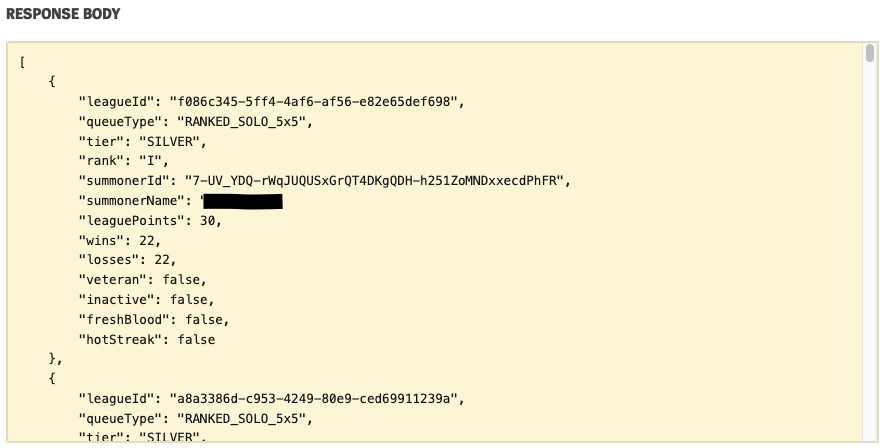 RESPONSE BODY
[
{
"leagueId": "f086c345-5ff4-4af6-af56-e82e65def698",
"queueType": "RANKED_SOLO_5x5",
"tier": "SILVER",
"rank": "I",
"summonerId": "7-UV_YDQ-rWqJUQUSxGrQT4DKgQDH-h251ZoMNDxxecdPhFR",
"summonerName": "
"leaguePoints": 30,
"wins": 22,
"losses": 22,
"veteran": false,
"inactive": false,
"freshBlood": false,
"hotStreak": false
},
{
"leagueId": "a8a3386d-c953-4249-80e9-ced69911239a",
"queueType": "RANKED_SOLO_5x5",
"tier": "SILVER",